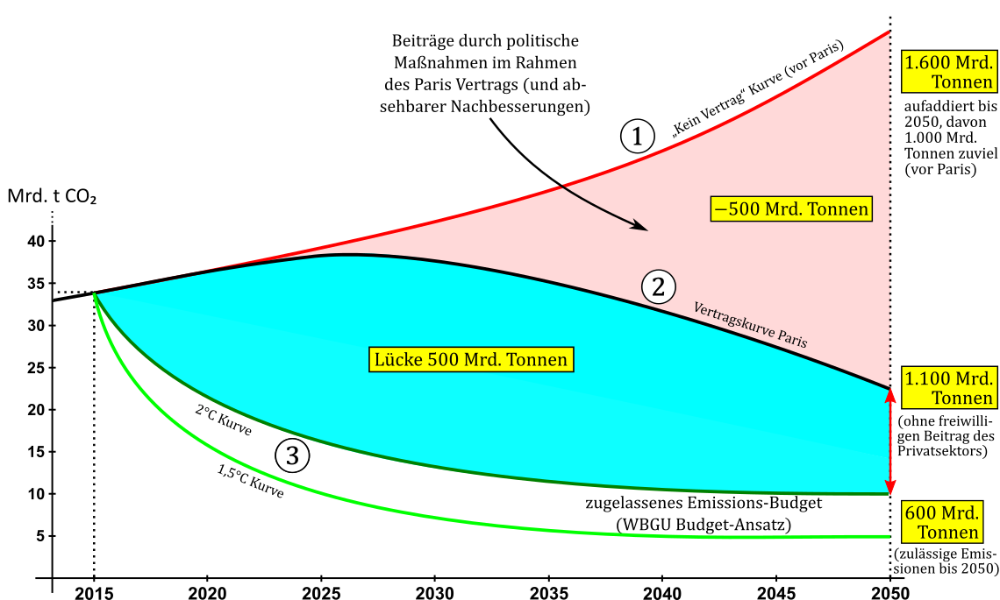 Beiträge durch politische
Maßnahmen im Rahmen
des Paris Vertrags (und ab-
sehbarer Nachbesserungen)
„Kein Vertrag“ Kurve (vor Paris)
1
1.600 Mrd.
Tonnen
aufaddiert bis
2050, davon
1.000 Mrd.
Tonnen zuviel
(vor Paris)
Mrd. t CO₂
−500 Mrd. Tonnen
40
35
30
25
20
15
10
5
2
Vertragskurve Paris
Lücke 500 Mrd. Tonnen
1.100 Mrd.
Tonnen
(ohne freiwilli-
gen Beitrag des
Privatsektors)
2°C Kurve
3
1,5°C Kurve
zugelassenes Emissions-Budget
(WBGU Budget-Ansatz)
600 Mrd.
Tonnen
(zulässige Emis-
sionen bis 2050)
2015 2020 2025 2030 2035 2040 2045 2050